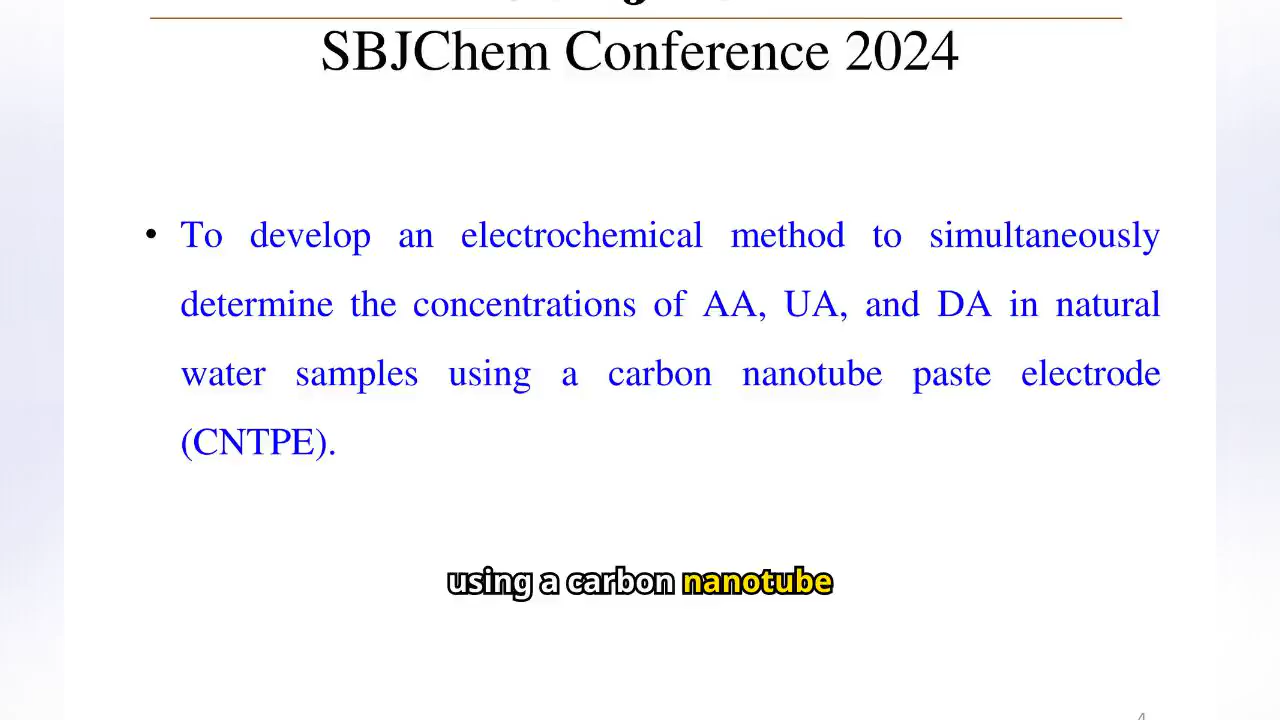 SBJChem Conference 2024
• To develop an electrochemical method to simultaneously
determine the concentrations of AA, UA, and DA in natural
water samples using a carbon nanotube paste electrode
(CNTPE).
using a carbon nanotube